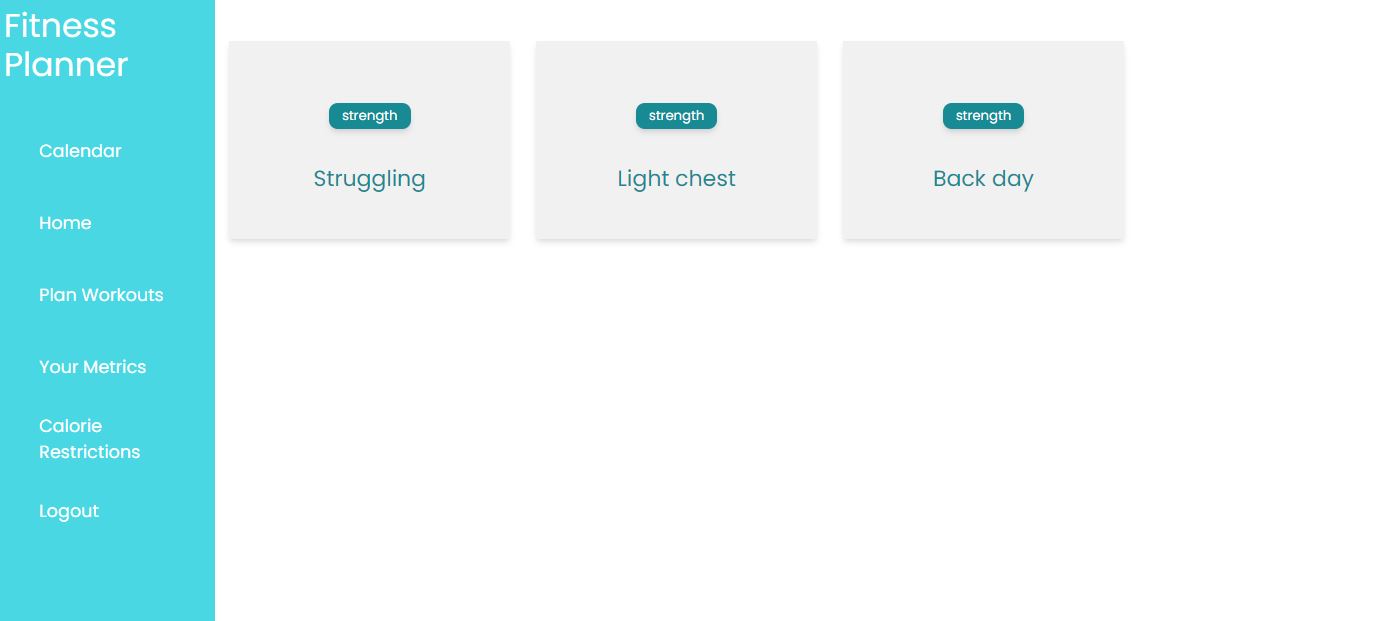 Fitness
Planner
Calendar
Home
Plan Workouts
Your Metrics
Calorie
Restrictions
Logout
strength
Struggling
strength
Light chest
strength
Back day